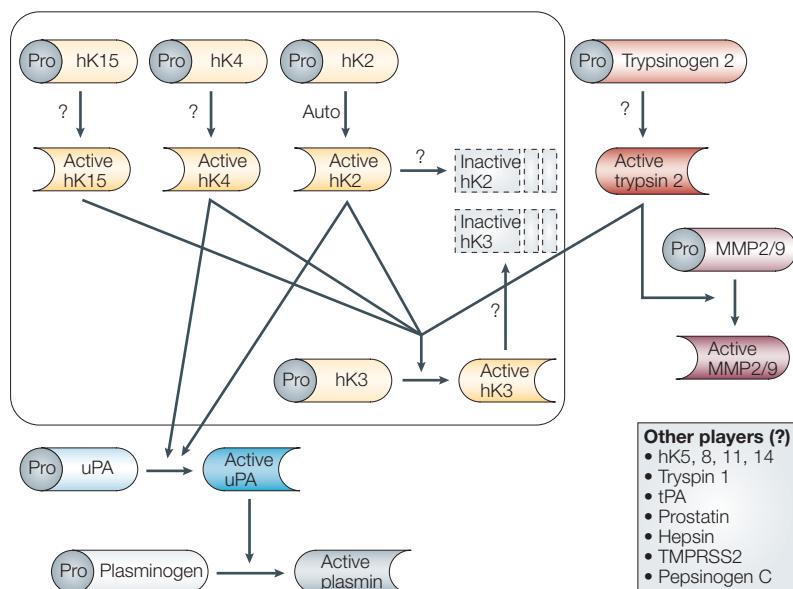 Pro hK15
Pro hK4
Pro hK2
Pro Trypsinogen 2
?
?
Auto
?
Active
hK15
Active
hK4
Active
hK2
?
Inactive
hK2
Active
trypsin 2
Inactive
hK3
Pro MMP2/9
?
Pro hK3
Active
hK3
Active
MMP2/9
Pro uPA
Active
uPA
Pro Plasminogen
Active
plasmin
Other players (?)
• hK5, 8, 11, 14
• Tryspin 1
• tPA
• Prostatin
• Hepsin
• TMPRSS2
• Pepsinogen C